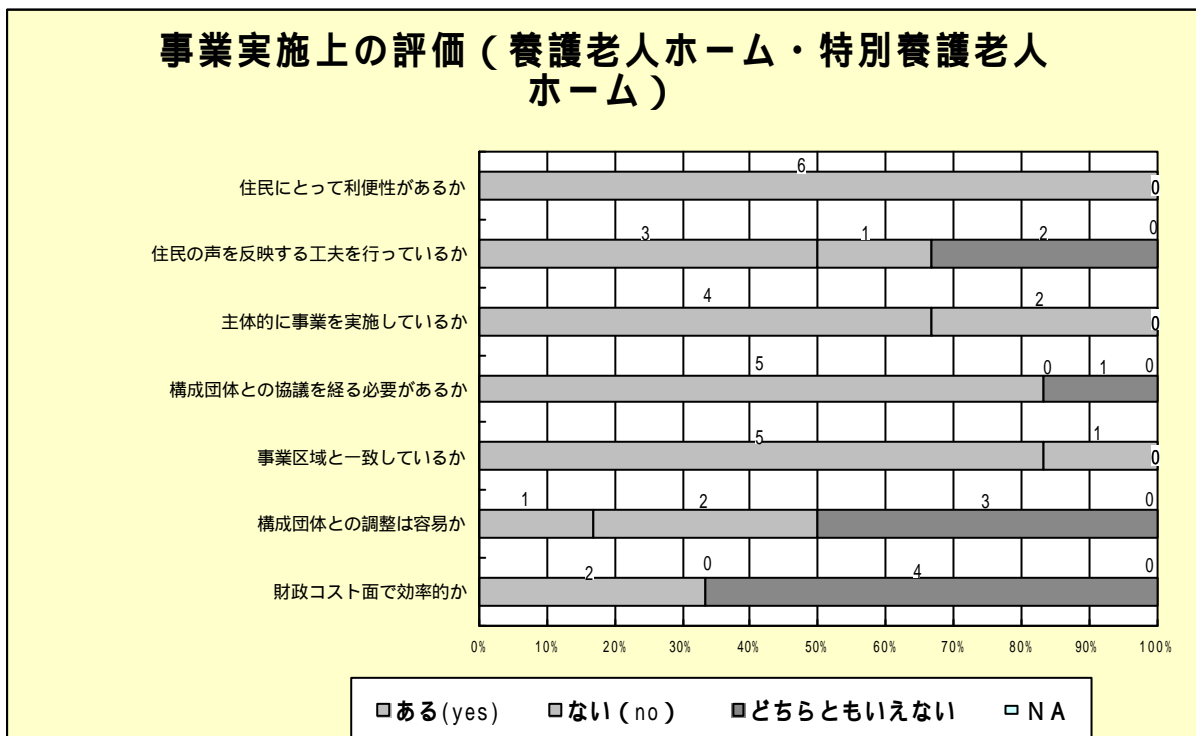 事業実施上の評価（養護老人ホーム・特別養護老人
ホーム）
6
住民にとって利便性があるか
0
3 1 2 0
住民の声を反映する工夫を行っているか
4 2
主体的に事業を実施しているか
0
5 0 1 0
構成団体との協議を経る必要があるか
5 1
事業区域と一致しているか
0
1 2 3 0
構成団体との調整は容易か
2 0 4 0
財政コスト面で効率的か
0% 10% 20% 30% 40% 50% 60% 70% 80% 90% 100%
ある(yes) ない（no） どちらともいえない NA